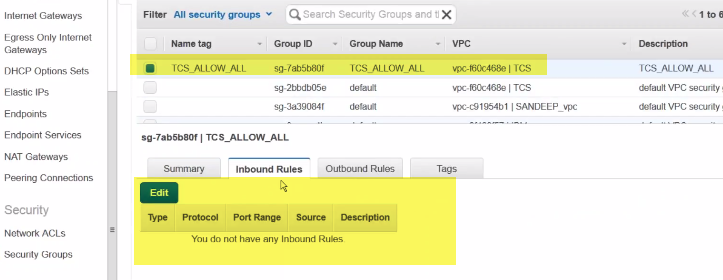 Internet Gateways
Egress Only Internet
Gateways
DHCP Options Sets
Elastic IPs
Endpoints
Endpoint Services
NAT Gateways
Peering Connections
Security
Network ACLs
Security Groups
Filter All security groups Search Security Groups and t 1 to 6
Name tag Group ID Group Name VPC Description
TCS_ALLOW_ALL sg-7ab5b80f TCS_ALLOW_ALL vpc-f60c468e | TCS TCS_ALLOW_ALL
sg-2bbdb05e default vpc-f60c468e | TCS default VPC security g
sg-3a39084f default vpc-c91954b1 | SANDEEP_vpc default VPC security g
sg-7ab5b80f | TCS_ALLOW_ALL
Summary Inbound Rules Outbound Rules Tags
Edit
Type Protocol Port Range Source Description
You do not have any Inbound Rules.